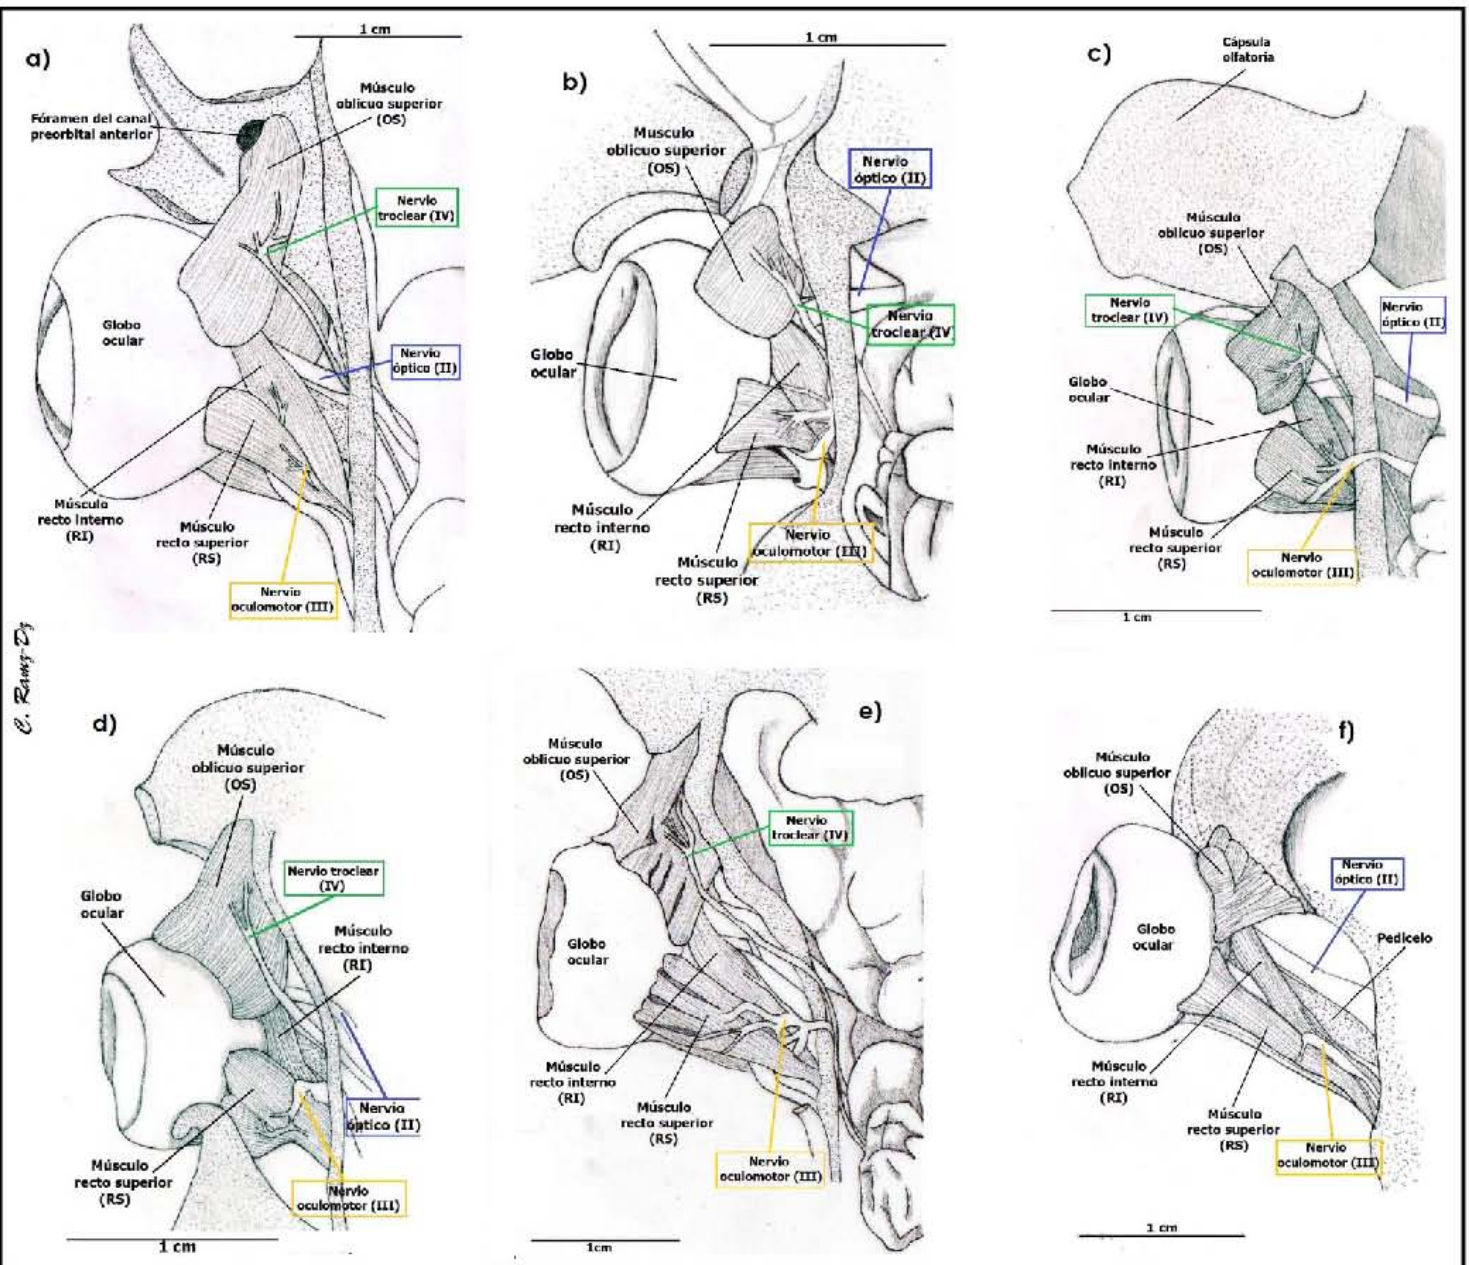 a)
1 cm
Músculo
oblicuo superior
(OS)
Fóramen del canal
preorbital anterior
Nervio
troclear (IV)
Globo
ocular
Nervio
óptico (II)
Músculo
recto interno
(RI)
Músculo
recto superior
(RS)
Nervio
oculomotor (III)
b)
1 cm
Musculo
oblicuo superior
(OS)
Nervio
óptico (II)
Nervio
troclear (IV)
Globo
ocular
Músculo
recto interno
(RI)
Músculo
recto superior
(RS)
Nervio
oculomotor (III)
c)
Cápsula
olfatoria
Músculo
oblicuo superior
(OS)
Nervio
troclear (IV)
Nervio
óptico (II)
Globo
ocular
Músculo
recto interno
(RI)
Músculo
recto superior
(RS)
Nervio
oculomotor (III)
1 cm
C. Ramz-Dz
d)
Músculo
oblicuo superior
(OS)
Nervio troclear
(IV)
Globo
ocular
Músculo
recto interno
(RI)
Nervio
óptico (II)
Músculo
recto superior
(RS)
Nervio
oculomotor (III)
1 cm
e)
Músculo
oblicuo superior
(OS)
Nervio
troclear (IV)
Globo
ocular
Músculo
recto interno
(RI)
Músculo
recto superior
(RS)
Nervio
oculomotor (III)
1cm
f)
Músculo
oblicuo superior
(OS)
Nervio
óptico (II)
Globo
ocular
Pedicelo
Músculo
recto interno
(RI)
Músculo
recto superior
(RS)
Nervio
oculomotor (III)
1 cm